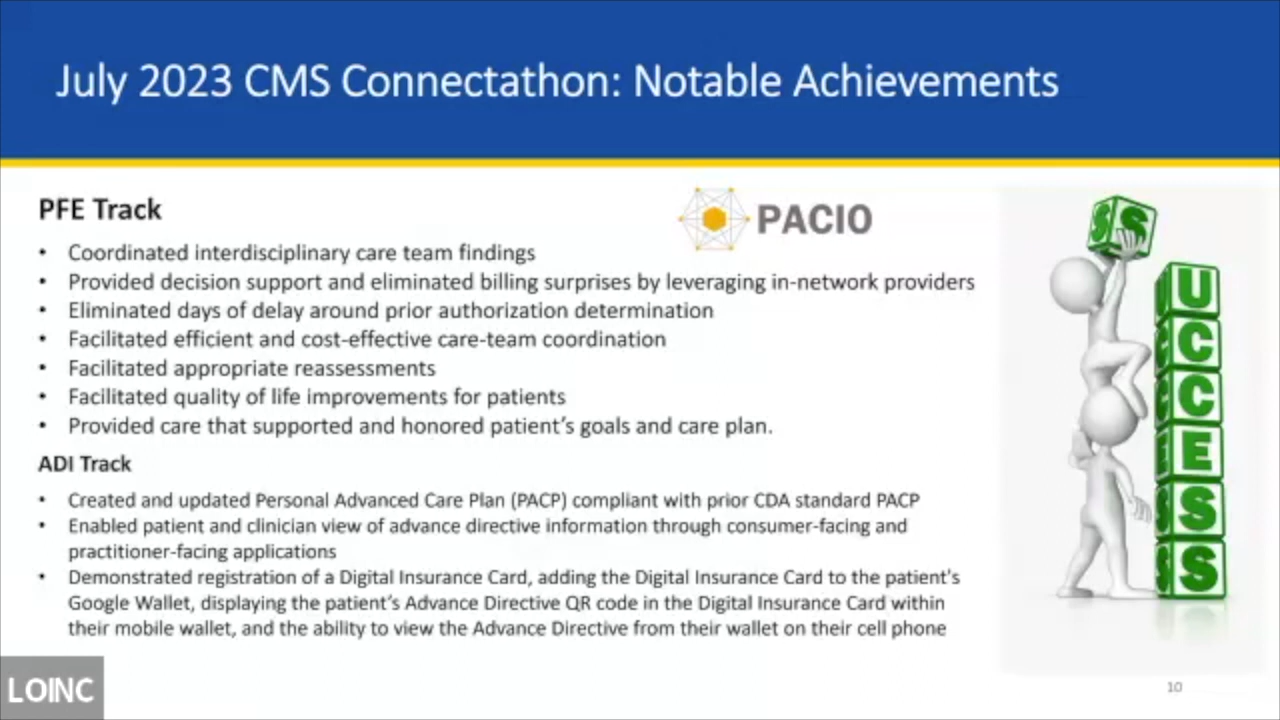 July 2023 CMS Connectathon: Notable Achievements
PFE Track
PACIO
• Coordinated interdisciplinary care team findings
• Provided decision support and eliminated billing surprises by leveraging in-network providers
• Eliminated days of delay around prior authorization determination
• Facilitated efficient and cost-effective care-team coordination
• Facilitated appropriate reassessments
• Facilitated quality of life improvements for patients
• Provided care that supported and honored patient's goals and care plan.
ADI Track
• Created and updated Personal Advanced Care Plan (PACP) compliant with prior CDA standard PACP
• Enabled patient and clinician view of advance directive information through consumer-facing and
practitioner-facing applications
• Demonstrated registration of a Digital Insurance Card, adding the Digital Insurance Card to the patient's
Google Wallet, displaying the patient's Advance Directive QR code in the Digital Insurance Card within
their mobile wallet, and the ability to view the Advance Directive from their wallet on their cell phone
S
U
C
C
E
S
S
LOINC
10